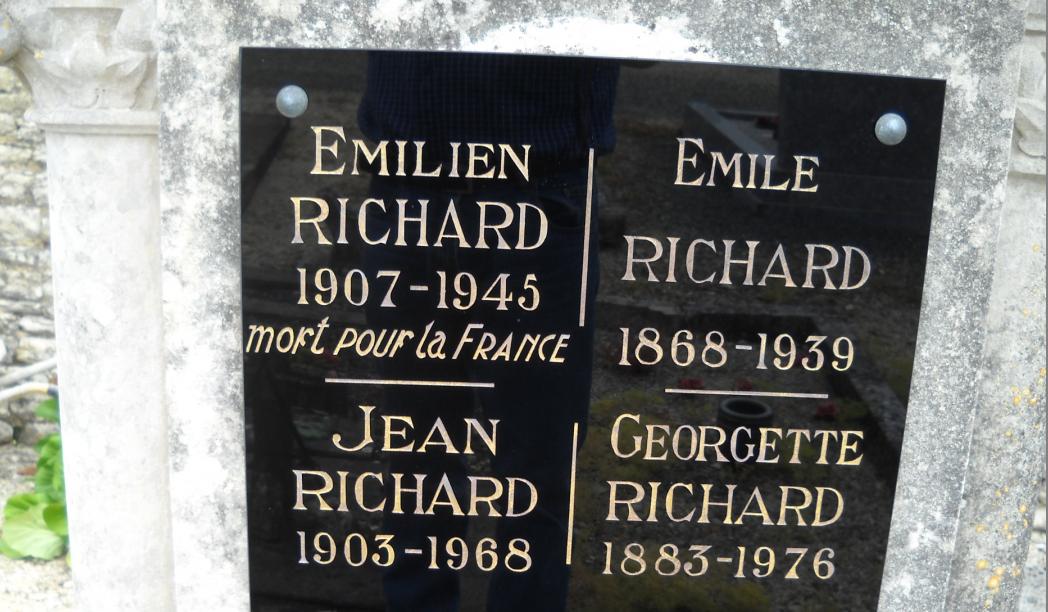 EMILIEN
RICHARD
1907-1945
mort pour la FRANCE
EMILE
RICHARD
1868-1939
JEAN
RICHARD
1903-1968
GEORGETTE
RICHARD
1883-1976